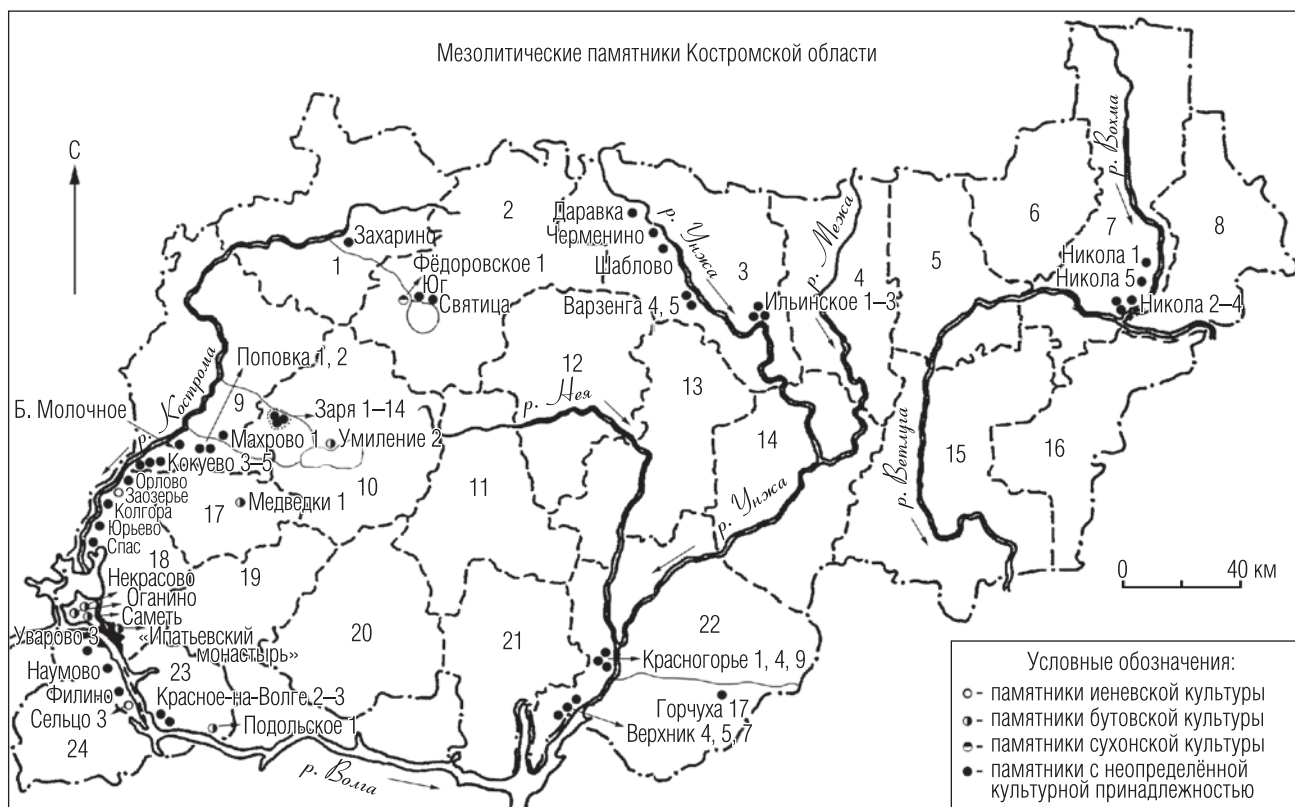 Мезолитические памятники Костромской области
С
р. Вохма
6
2
Даравка
Черменино
Шаблово
р. Унжа
р. Межа
7
8
Захарино
1
Фёдоровское 1
Юг
Святица
3
4
5
Никола 1
Никола 5
Никола 2–4
Варзенга 4, 5
Ильинское 1–3
Поповка 1, 2
12
р. Нея
13
Б. Молочное
р. Кострома
9
Заря 1–14
Махрово 1
Умиление 2
14
р. Ветлуга
15
16
Кокуево 3–5
Орлово
Заозерье
Колгора
Юрьево
Спас
17
Медведки 1
10
11
р. Унжа
18
19
0 40 км
Некрасово
Оганино
Саметь
Уварово 3
«Ипатьевский
монастырь»
20
21
22
Красногорье 1, 4, 9
23
Наумово
Филино
Сельцо 3
Красное-на-Волге 2–3
Подольское 1
Горчуха 17
Верхник 4, 5, 7
24
р. Волга
Условные обозначения:
- памятники иеневской культуры
- памятники бутовской культуры
- памятники сухонской культуры
- памятники с неопределённой
культурной принадлежностью